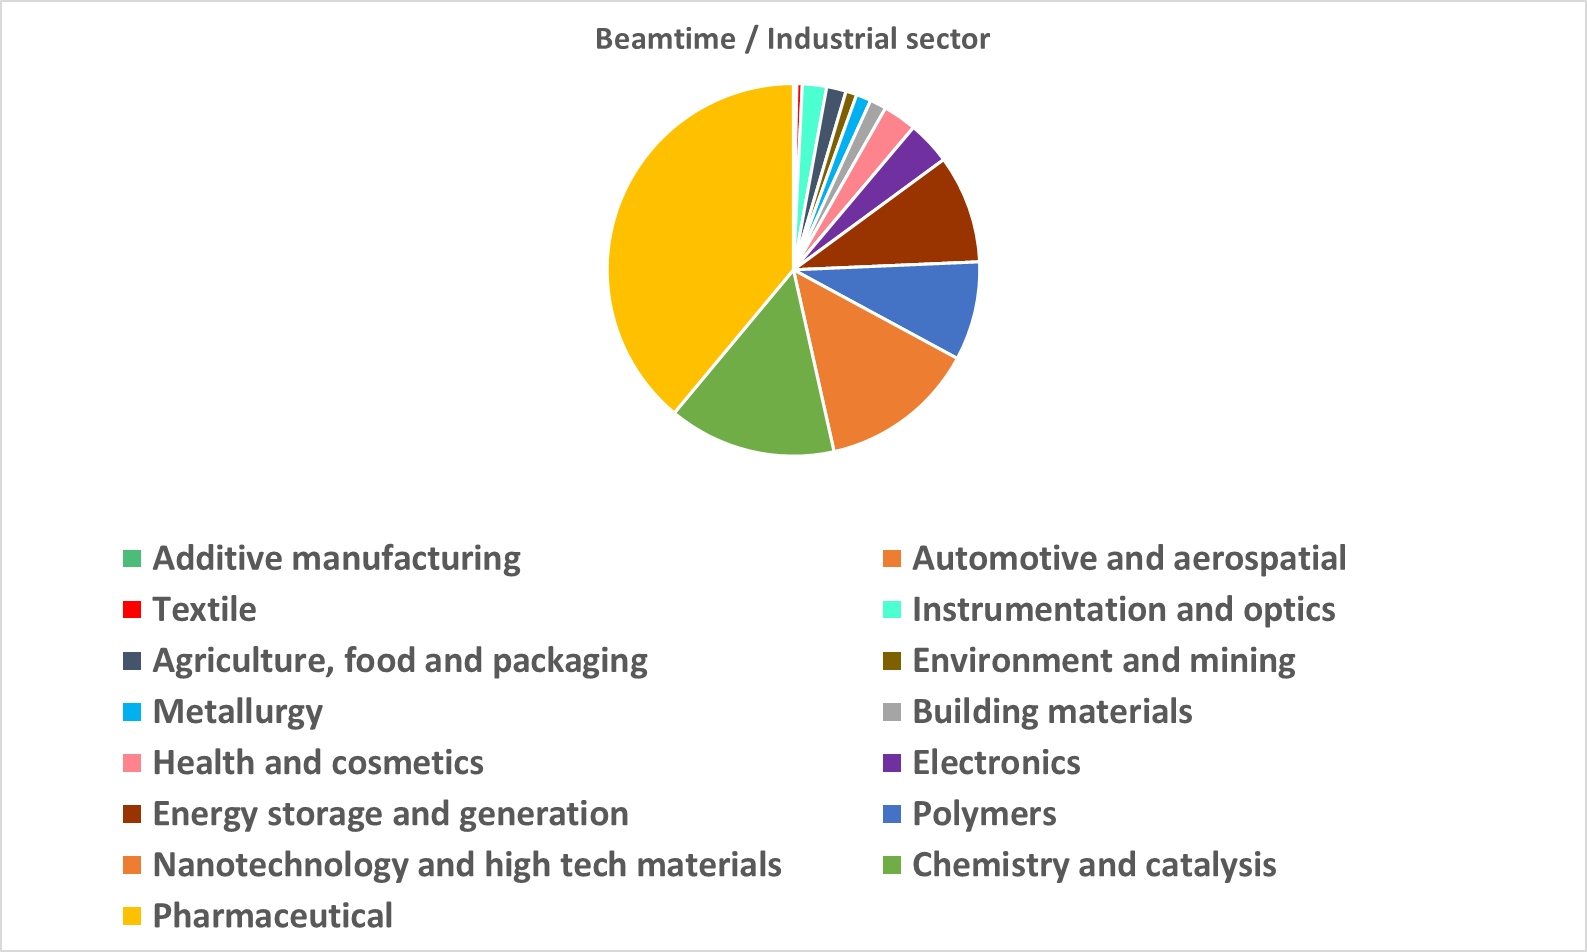 Beamtime / Industrial sector
Additive manufacturing
Automotive and aerospatial
Textile
Instrumentation and optics
Agriculture, food and packaging
Environment and mining
Metallurgy
Building materials
Health and cosmetics
Electronics
Energy storage and generation
Polymers
Nanotechnology and high tech materials
Chemistry and catalysis
Pharmaceutical